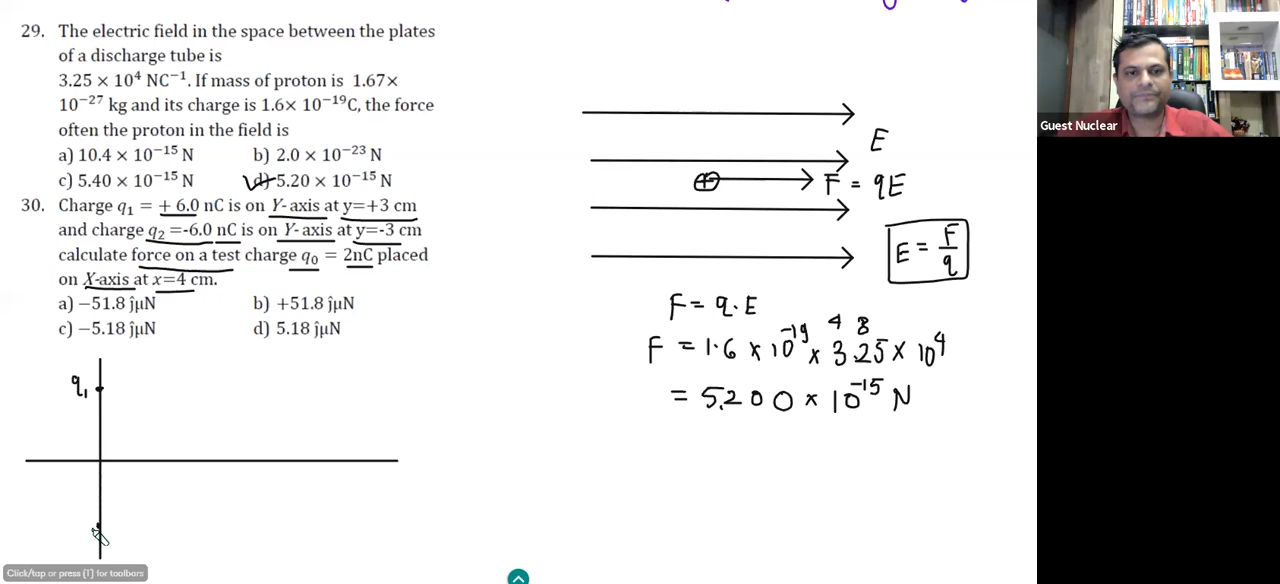 29. The electric field in the space between the plates
of a discharge tube is
3.25 × 10⁴ NC⁻¹. If mass of proton is 1.67×
10⁻²⁷ kg and its charge is 1.6× 10⁻¹⁹C, the force
often the proton in the field is
a) 10.4 × 10⁻¹⁵ N b) 2.0 × 10⁻²³ N
c) 5.40 × 10⁻¹⁵ N d) 5.20 × 10⁻¹⁵ N
30. Charge q₁ = + 6.0 nC is on Y-axis at y=+3 cm
and charge q₂ =-6.0 nC is on Y- axis at y=-3 cm
calculate force on a test charge q₀ = 2nC placed
on X-axis at x=4 cm.
a) −51.8 ĵμN b) +51.8 ĵμN
c) −5.18 ĵμN d) 5.18 ĵμN
q₁
E
F = qE
E = F/q
F = q.E
4 8
F = 1.6 × 10⁻¹⁹ × 3.25 × 10⁴
= 5.200 × 10⁻¹⁵ N
Guest Nuclear
Click/tap or press [T] for toolbars